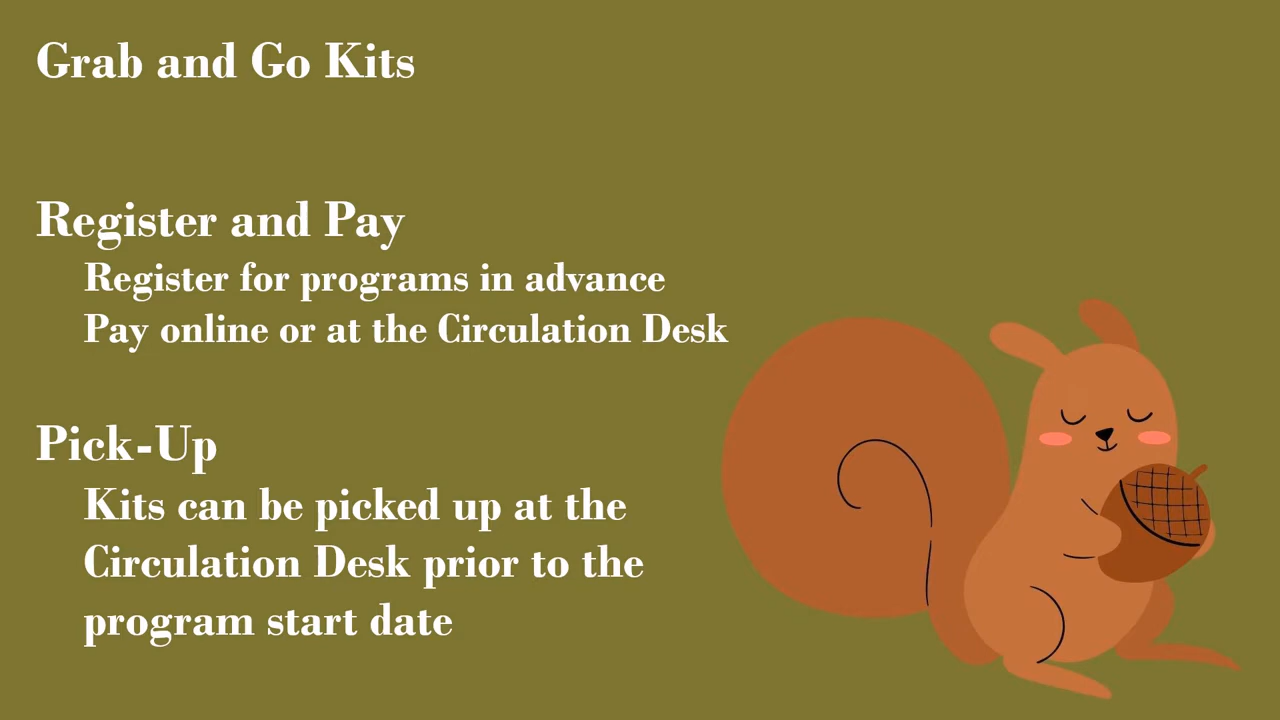 Grab and Go Kits
Register and Pay
Register for programs in advance
Pay online or at the Circulation Desk
Pick-Up
Kits can be picked up at the
Circulation Desk prior to the
program start date